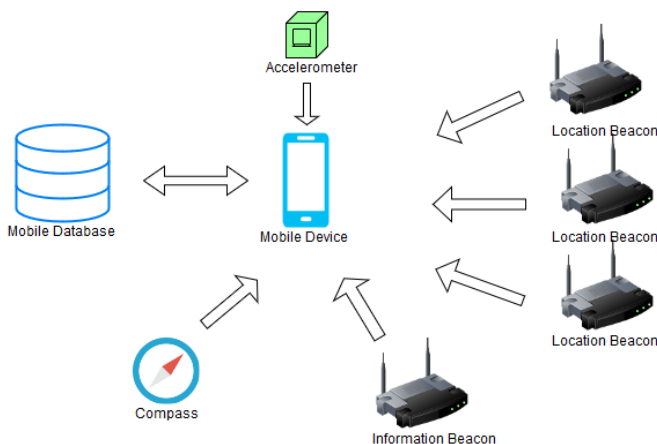 Accelerometer
Location Beacon
Mobile Database
Mobile Device
Location Beacon
Location Beacon
Compass
Information Beacon